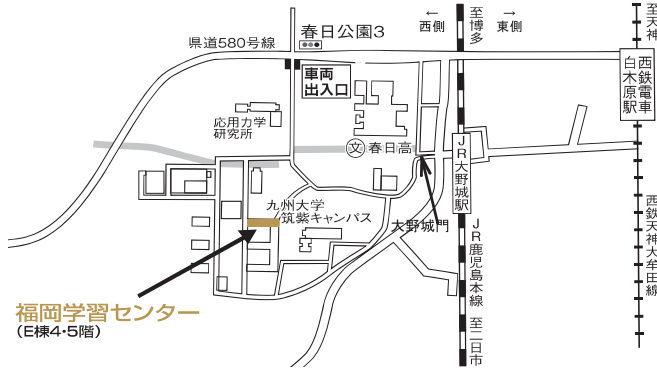 ←
西側
→
東側
至博多
至天神
県道580号線
春日公園3
車両
出入口
西鉄電車
白木原駅
応用力学
研究所
文
春日高
JR大野城駅
九州大学
筑紫キャンパス
大野城門
西鉄天神大牟田線
JR鹿児島本線
至二日市
福岡学習センター
(E棟4・5階)